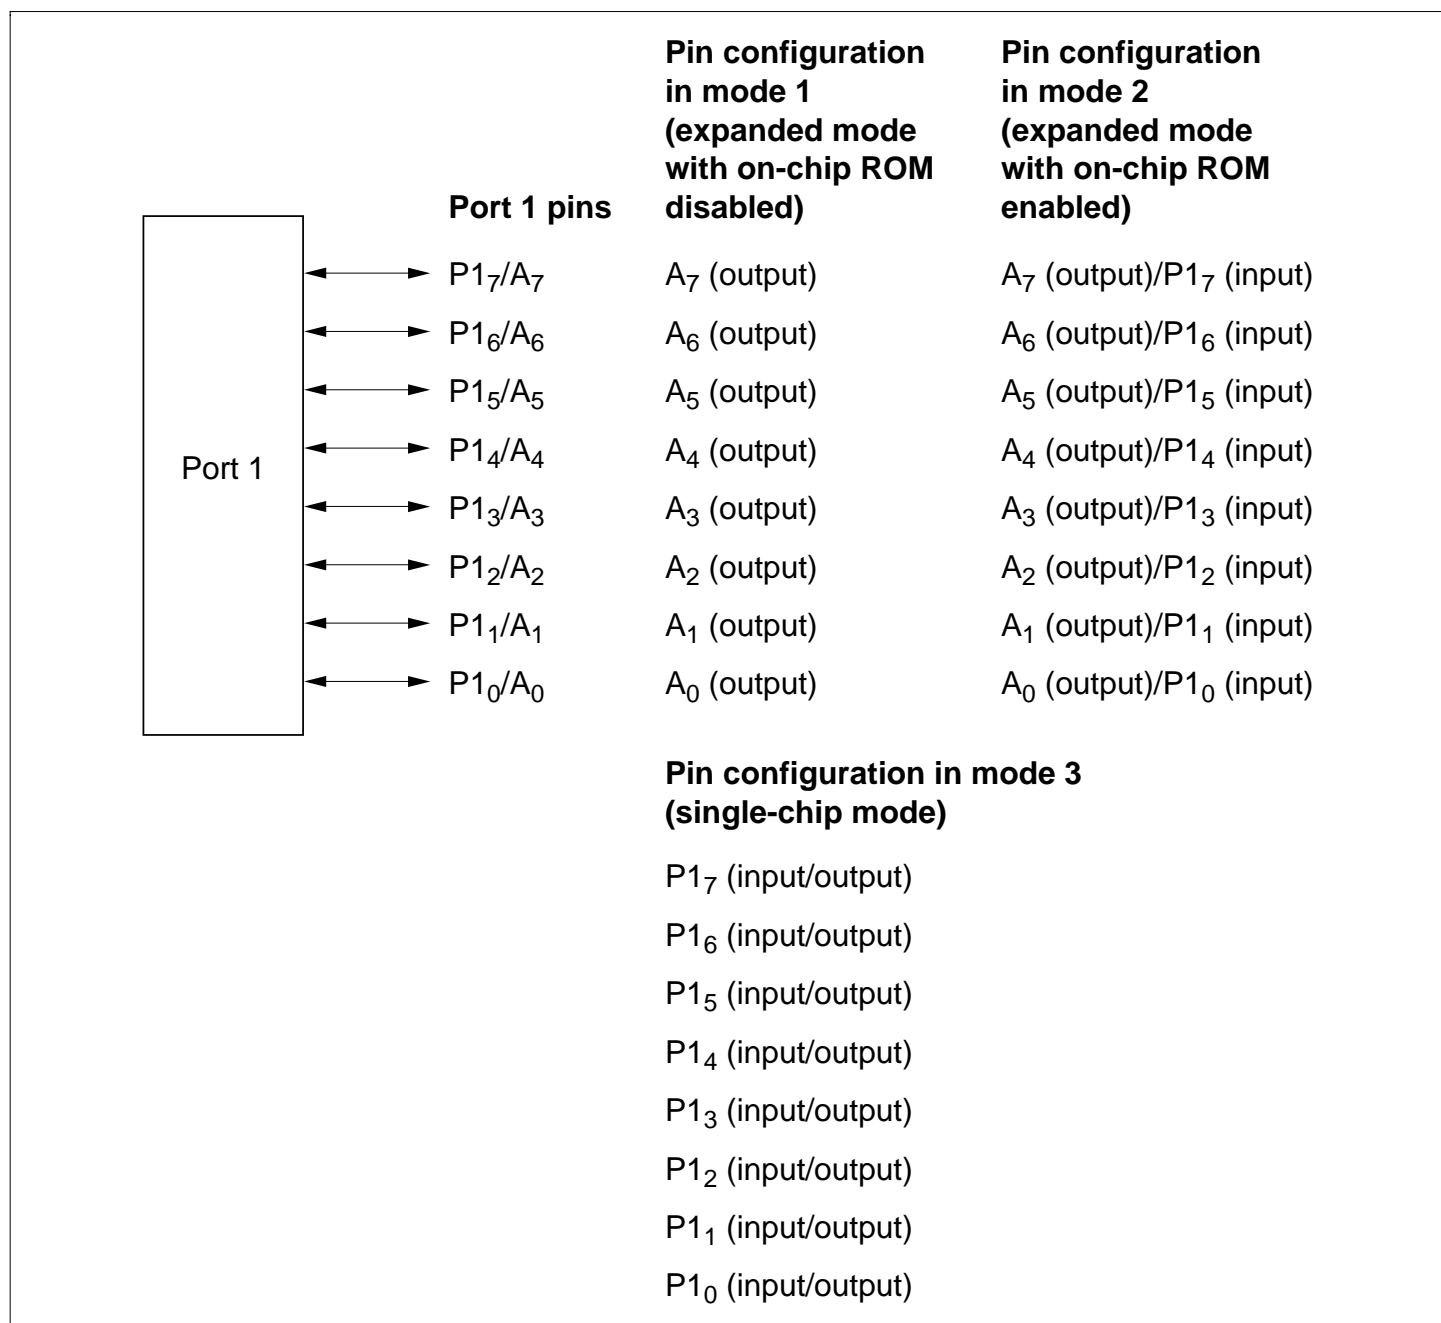 Pin configuration
in mode 1
(expanded mode
with on-chip ROM
disabled)
Pin configuration
in mode 2
(expanded mode
with on-chip ROM
enabled)
Port 1 pins
Port 1
P1₇/A₇ A₇ (output) A₇ (output)/P1₇ (input)
P1₆/A₆ A₆ (output) A₆ (output)/P1₆ (input)
P1₅/A₅ A₅ (output) A₅ (output)/P1₅ (input)
P1₄/A₄ A₄ (output) A₄ (output)/P1₄ (input)
P1₃/A₃ A₃ (output) A₃ (output)/P1₃ (input)
P1₂/A₂ A₂ (output) A₂ (output)/P1₂ (input)
P1₁/A₁ A₁ (output) A₁ (output)/P1₁ (input)
P1₀/A₀ A₀ (output) A₀ (output)/P1₀ (input)
Pin configuration in mode 3
(single-chip mode)
P1₇ (input/output)
P1₆ (input/output)
P1₅ (input/output)
P1₄ (input/output)
P1₃ (input/output)
P1₂ (input/output)
P1₁ (input/output)
P1₀ (input/output)